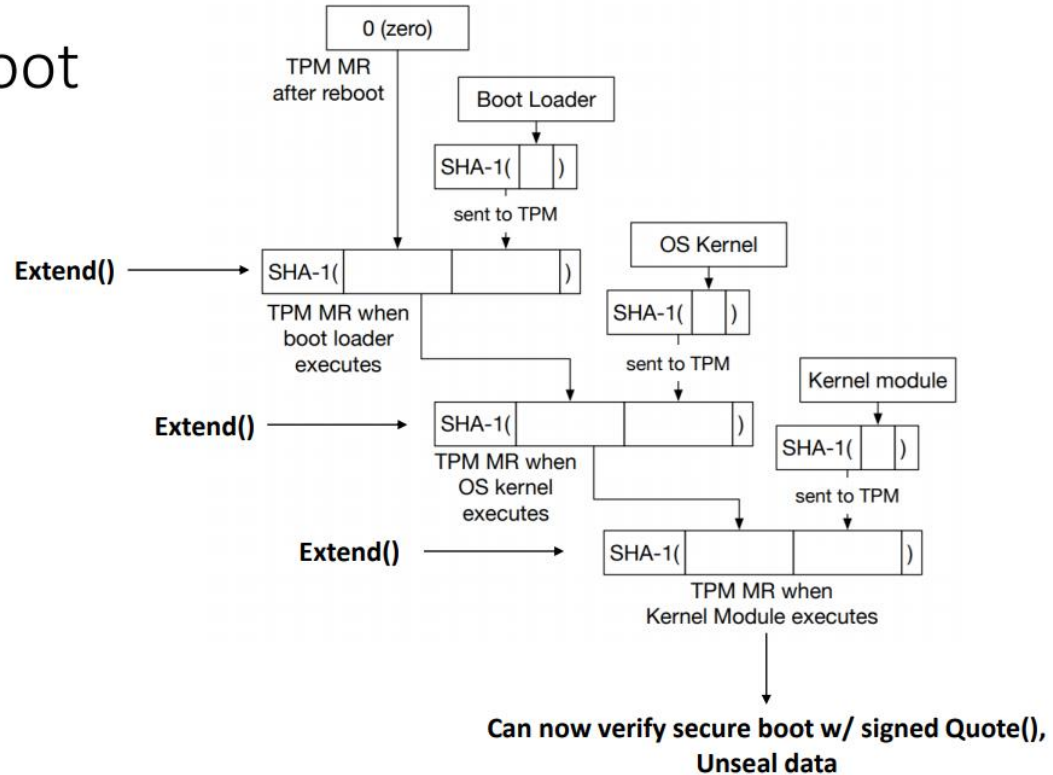 oot
0 (zero)
TPM MR
after reboot
Boot Loader
SHA-1( )
sent to TPM
OS Kernel
Extend()
SHA-1( )
TPM MR when
boot loader
executes
SHA-1( )
sent to TPM
Kernel module
Extend()
SHA-1( )
TPM MR when
OS kernel
executes
SHA-1( )
sent to TPM
Extend()
SHA-1( )
TPM MR when
Kernel Module executes
Can now verify secure boot w/ signed Quote(),
Unseal data